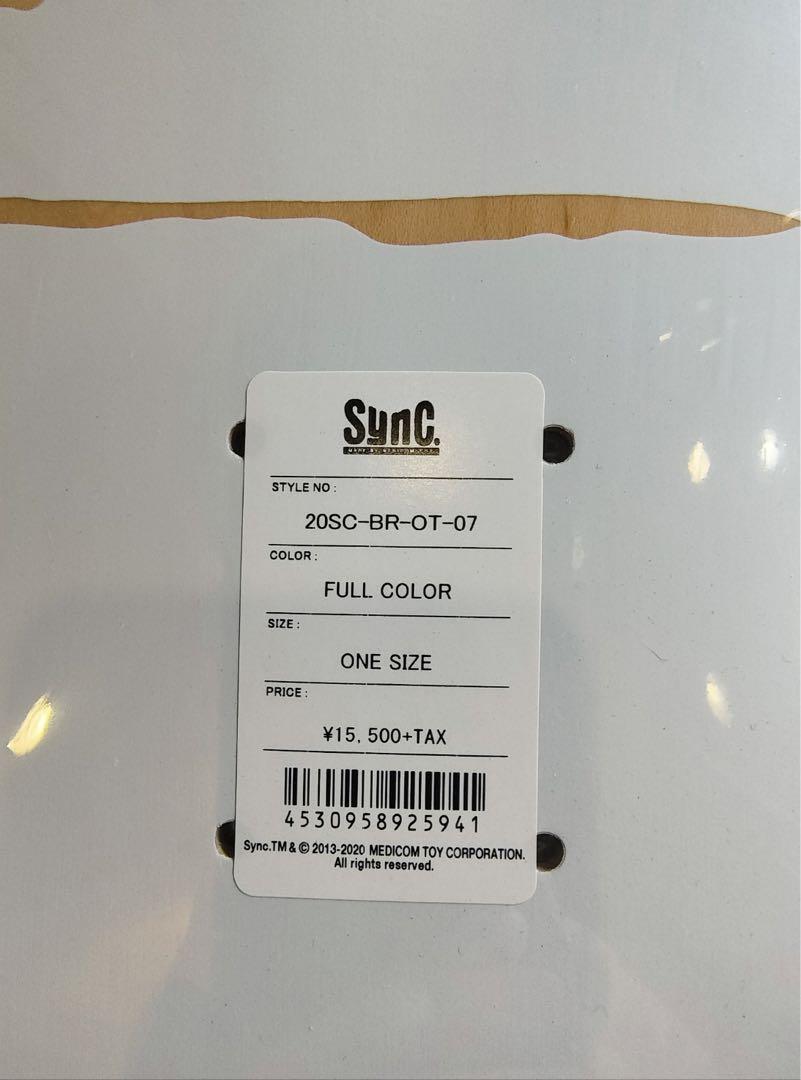 Sync.
STYLE NO :
20SC-BR-OT-07
COLOR :
FULL COLOR
SIZE :
ONE SIZE
PRICE :
¥15, 500+TAX
4530958925941
Sync.TM & © 2013-2020 MEDICOM TOY CORPORATION.
All rights reserved.